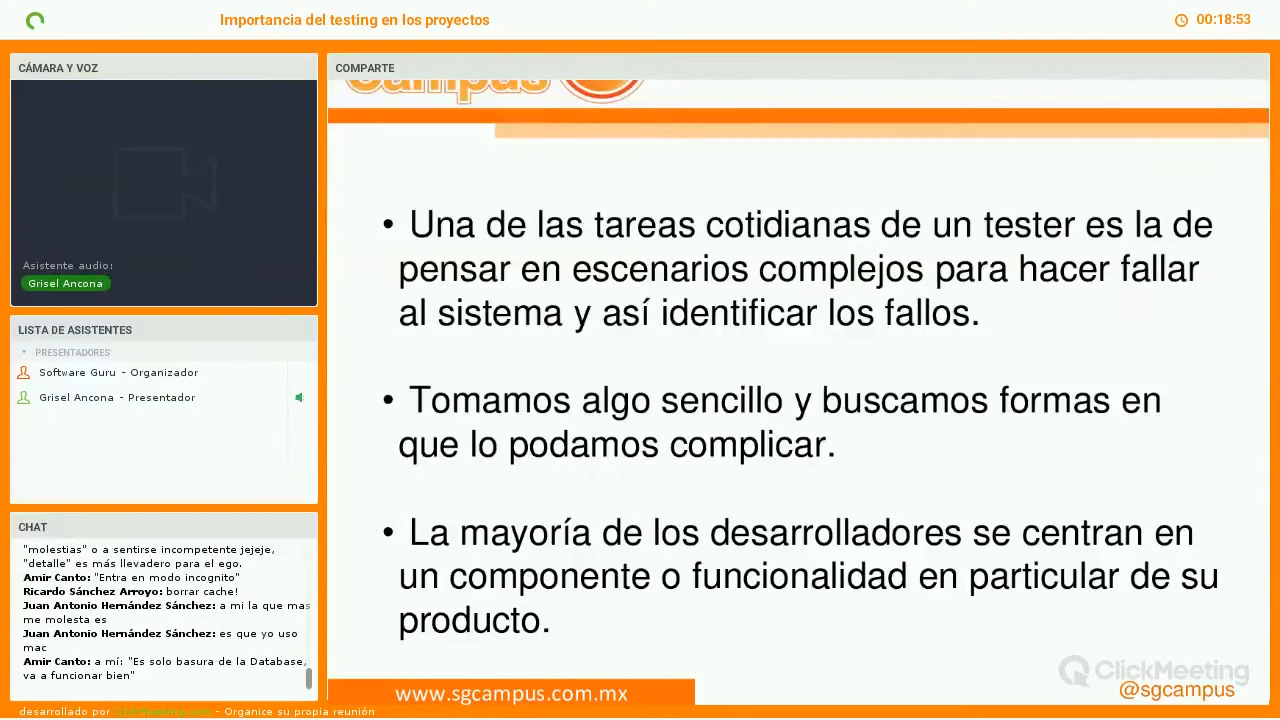 Importancia del testing en los proyectos
00:18:53
CÁMARA Y VOZ
Asistente audio:
Grisel Ancona
LISTA DE ASISTENTES
PRESENTADORES
Software Guru - Organizador
Grisel Ancona - Presentador
CHAT
"molestias" o a sentirse incompetente jejeje,
"detalle" es más llevadero para el ego.
Amir Canto: "Entra en modo incognito"
Ricardo Sánchez Arroyo: borrar cache!
Juan Antonio Hernández Sánchez: a mi la que mas
me molesta es
Juan Antonio Hernández Sánchez: es que yo uso
mac
Amir Canto: a mí: "Es solo basura de la Database,
va a funcionar bien"
desarrollado por ClickMeeting.com - Organice su propia reunión
COMPARTE
Campus
• Una de las tareas cotidianas de un tester es la de
pensar en escenarios complejos para hacer fallar
al sistema y así identificar los fallos.
• Tomamos algo sencillo y buscamos formas en
que lo podamos complicar.
• La mayoría de los desarrolladores se centran en
un componente o funcionalidad en particular de su
producto.
ClickMeeting
www.sgcampus.com.mx
@sgcampus